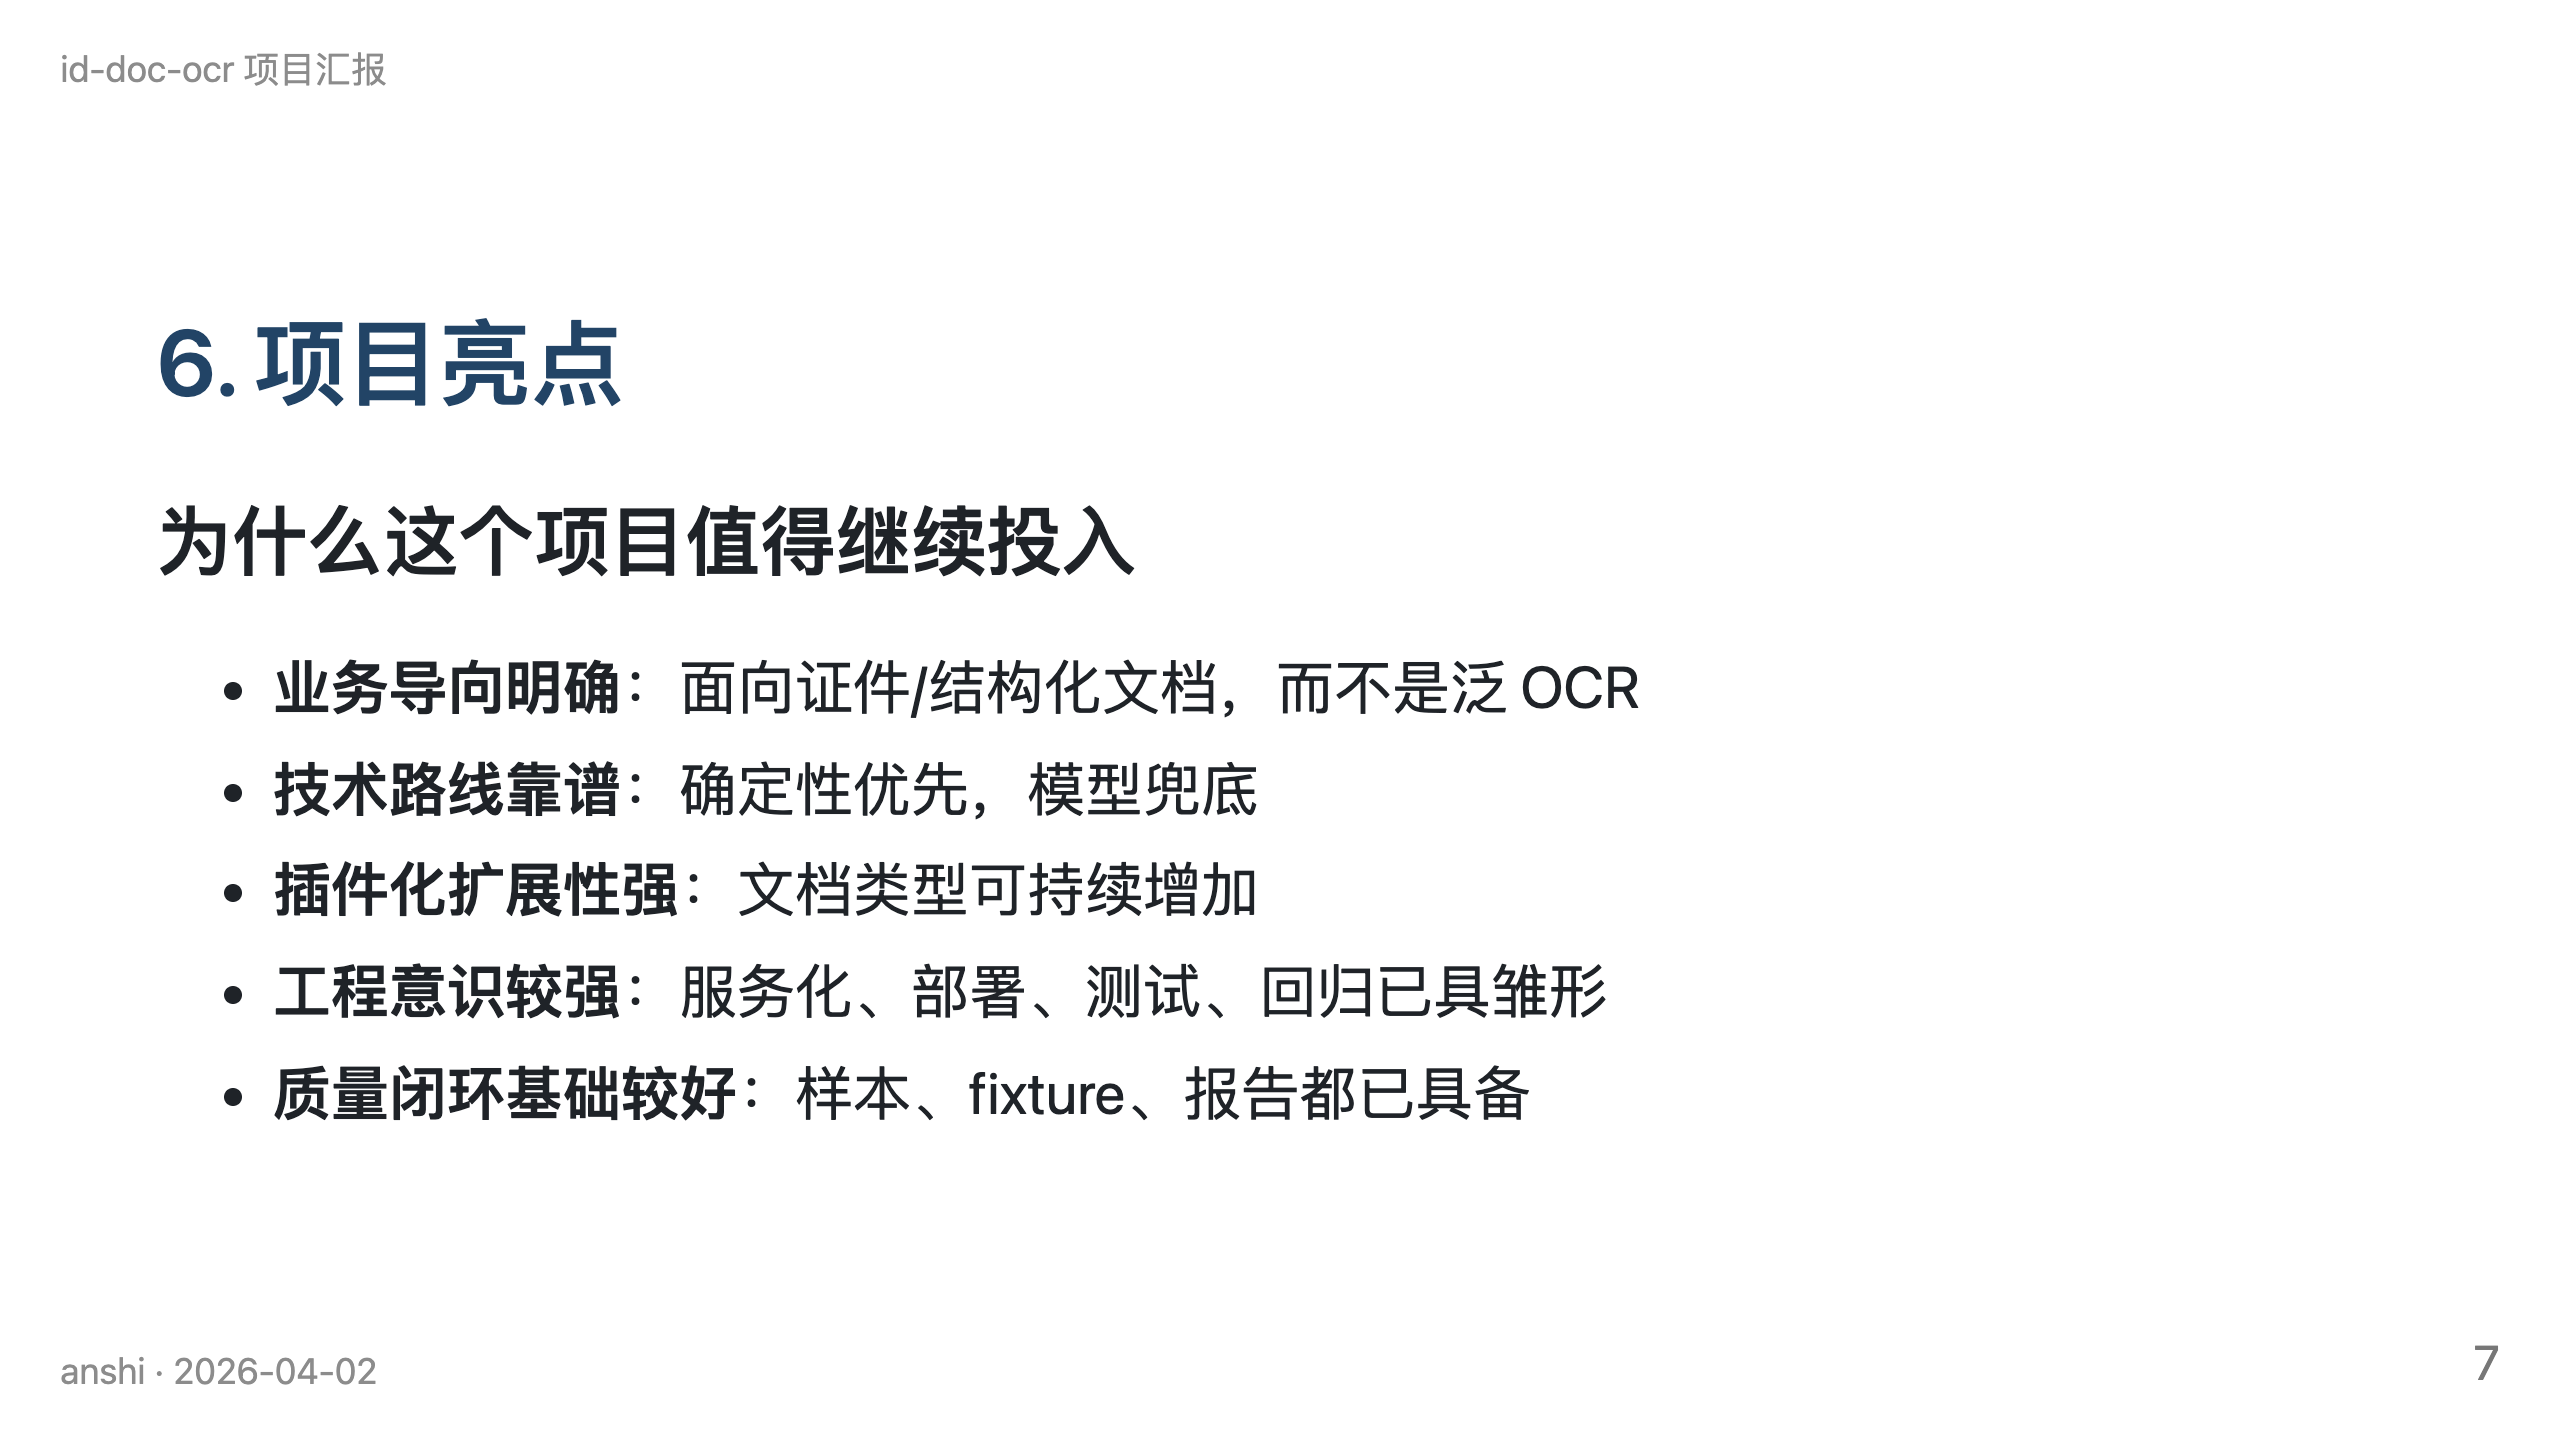 id-doc-ocr 项目汇报
6. 项目亮点
为什么这个项目值得继续投入
• 业务导向明确：面向证件/结构化文档，而不是泛 OCR
• 技术路线靠谱：确定性优先，模型兜底
• 插件化扩展性强：文档类型可持续增加
• 工程意识较强：服务化、部署、测试、回归已具雏形
• 质量闭环基础较好：样本、fixture、报告都已具备
anshi · 2026-04-02
7